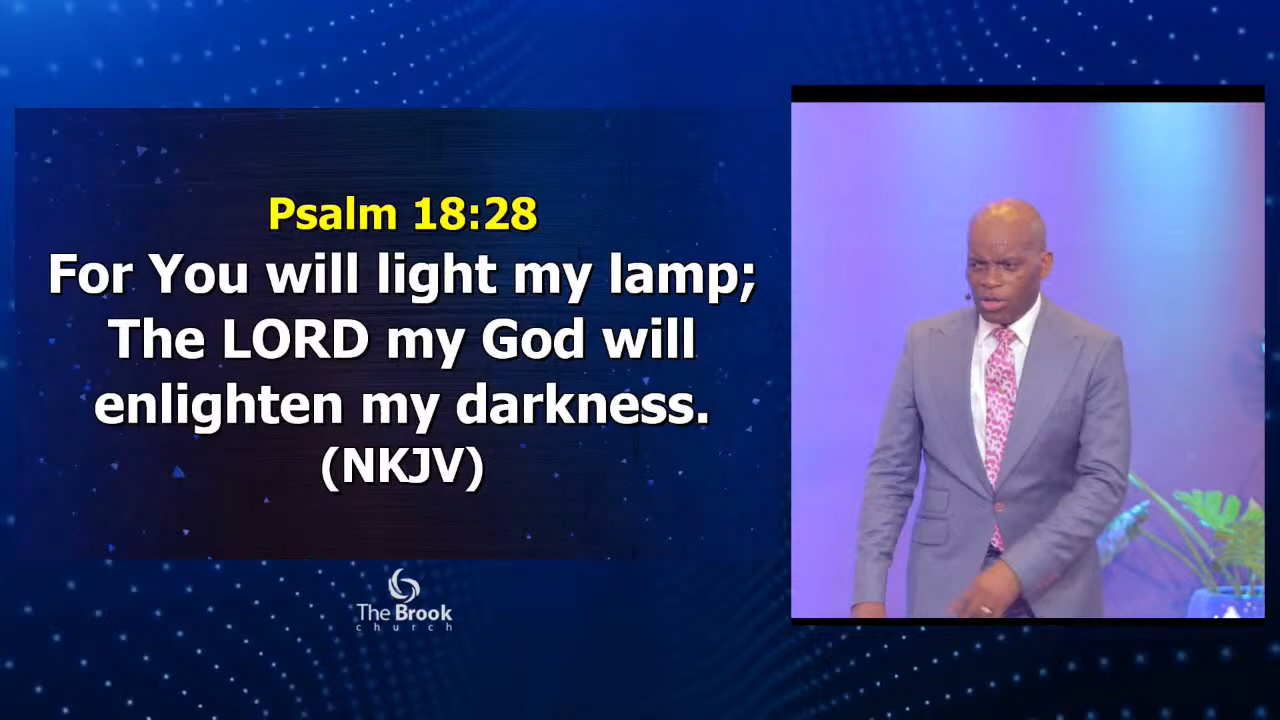 Psalm 18:28
For You will light my lamp;
The LORD my God will
enlighten my darkness.
(NKJV)
The Brook
church